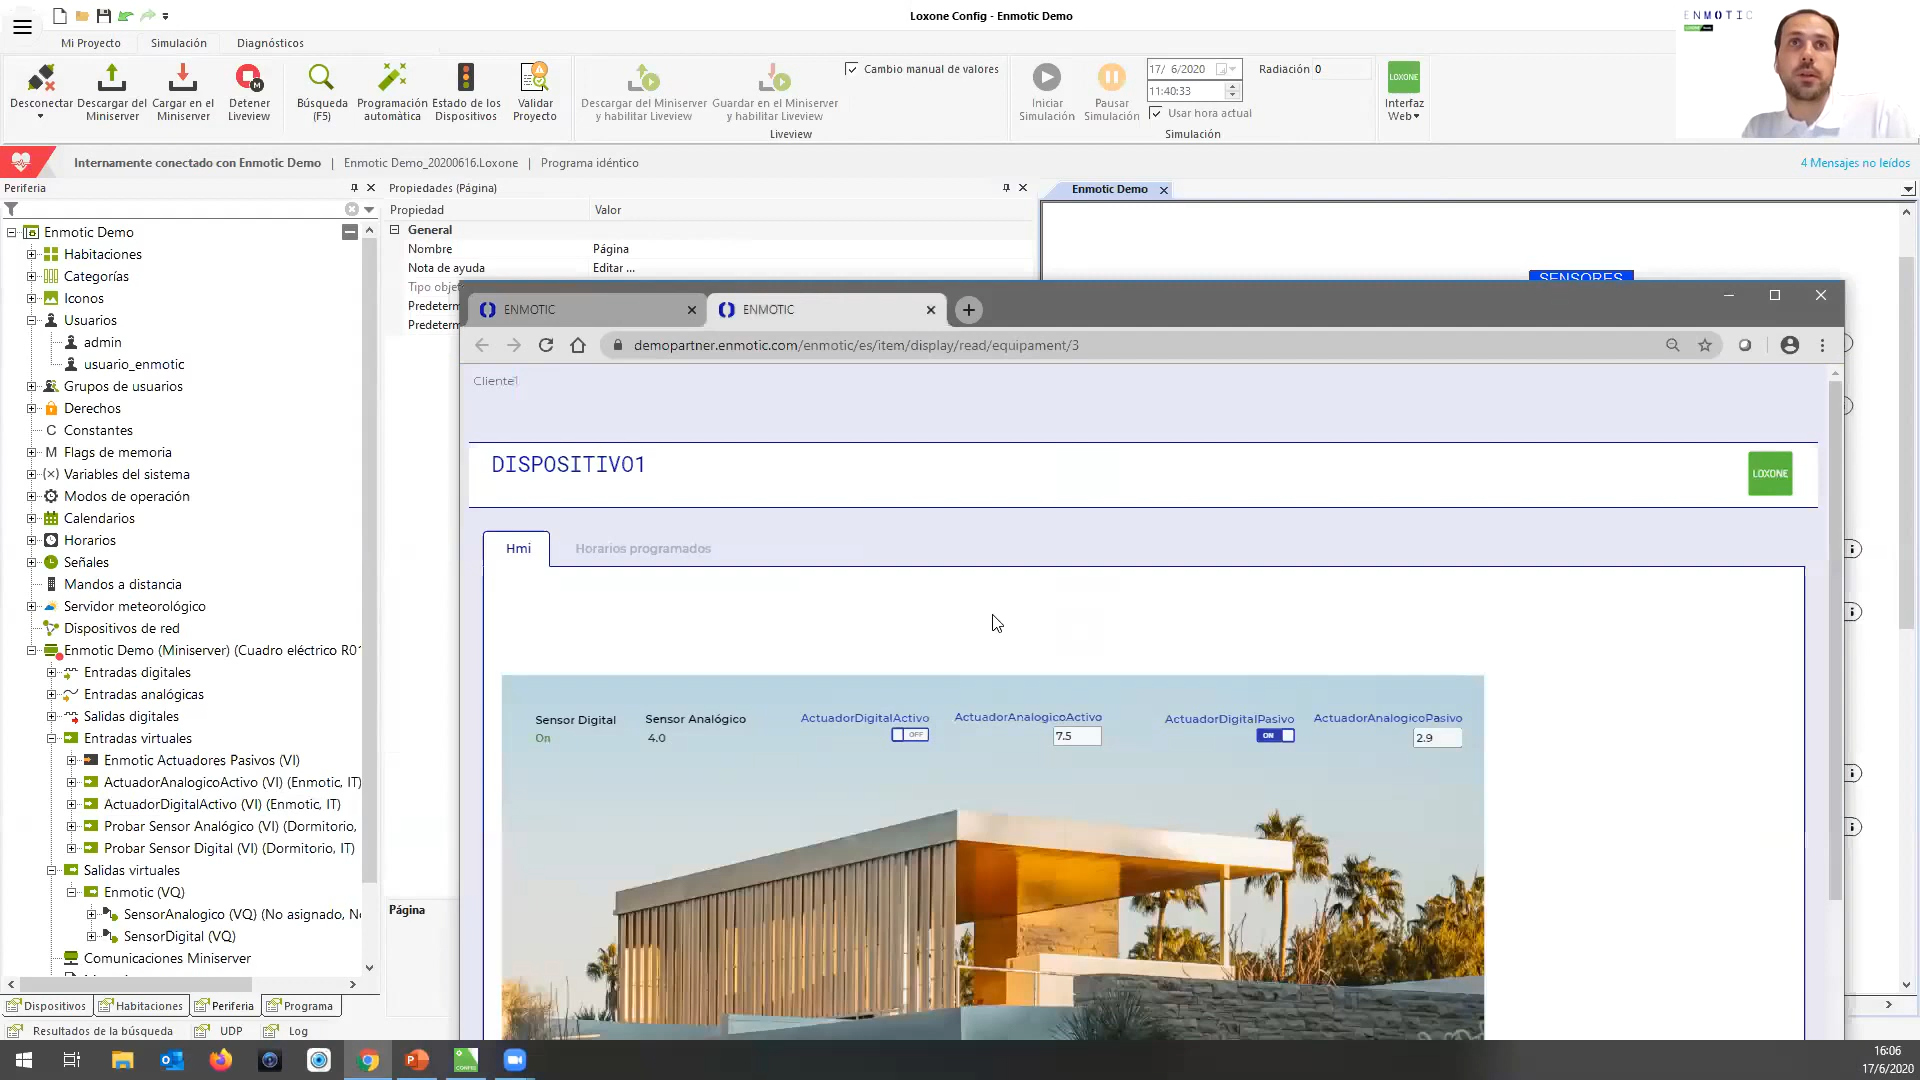 Loxone Config - Enmotic Demo
ENMOTIC
Mi Proyecto
Simulación
Diagnósticos
Desconectar
Descargar del Miniserver
Cargar en el Miniserver
Detener Liveview
Búsqueda (F5)
Programación automàtica
Estado de los Dispositivos
Validar Proyecto
Descargar del Miniserver y habilitar Liveview
Guardar en el Miniserver y habilitar Liveview
Cambio manual de valores
Liveview
Iniciar Simulación
Pausar Simulación
17/ 6/2020
11:40:33
Usar hora actual
Radiación 0
Simulación
LOXONE
Interfaz Web
Internamente conectado con Enmotic Demo | Enmotic Demo_20200616.Loxone | Programa idéntico
4 Mensajes no leídos
Periferia
Propiedades (Página)
Enmotic Demo
Propiedad
Valor
General
Nombre
Página
Nota de ayuda
Editar ...
Tipo obje
Predeterm
Predeterm
SENSORES
Enmotic Demo
Habitaciones
Categorías
Iconos
Usuarios
admin
usuario_enmotic
Grupos de usuarios
Derechos
C Constantes
M Flags de memoria
(x) Variables del sistema
Modos de operación
Calendarios
Horarios
Señales
Mandos a distancia
Servidor meteorológico
Dispositivos de red
Enmotic Demo (Miniserver) (Cuadro eléctrico R01
Entradas digitales
Entradas analógicas
Salidas digitales
Entradas virtuales
Enmotic Actuadores Pasivos (VI)
ActuadorAnalogicoActivo (VI) (Enmotic, IT)
ActuadorDigitalActivo (VI) (Enmotic, IT)
Probar Sensor Analógico (VI) (Dormitorio,
Probar Sensor Digital (VI) (Dormitorio, IT)
Salidas virtuales
Enmotic (VQ)
SensorAnalogico (VQ) (No asignado, No
SensorDigital (VQ)
Comunicaciones Miniserver
Página
Dispositivos
Habitaciones
Periferia
Programa
Resultados de la búsqueda
UDP
Log
ENMOTIC
ENMOTIC
demopartner.enmotic.com/enmotic/es/item/display/read/equipament/3
Cliente1
DISPOSITIVO1
LOXONE
Hmi
Horarios programados
Sensor Digital
On
Sensor Analógico
4.0
ActuadorDigitalActivo
OFF
ActuadorAnalogicoActivo
7.5
ActuadorDigitalPasivo
ON
ActuadorAnalogicoPasivo
2.9
16:06
17/6/2020